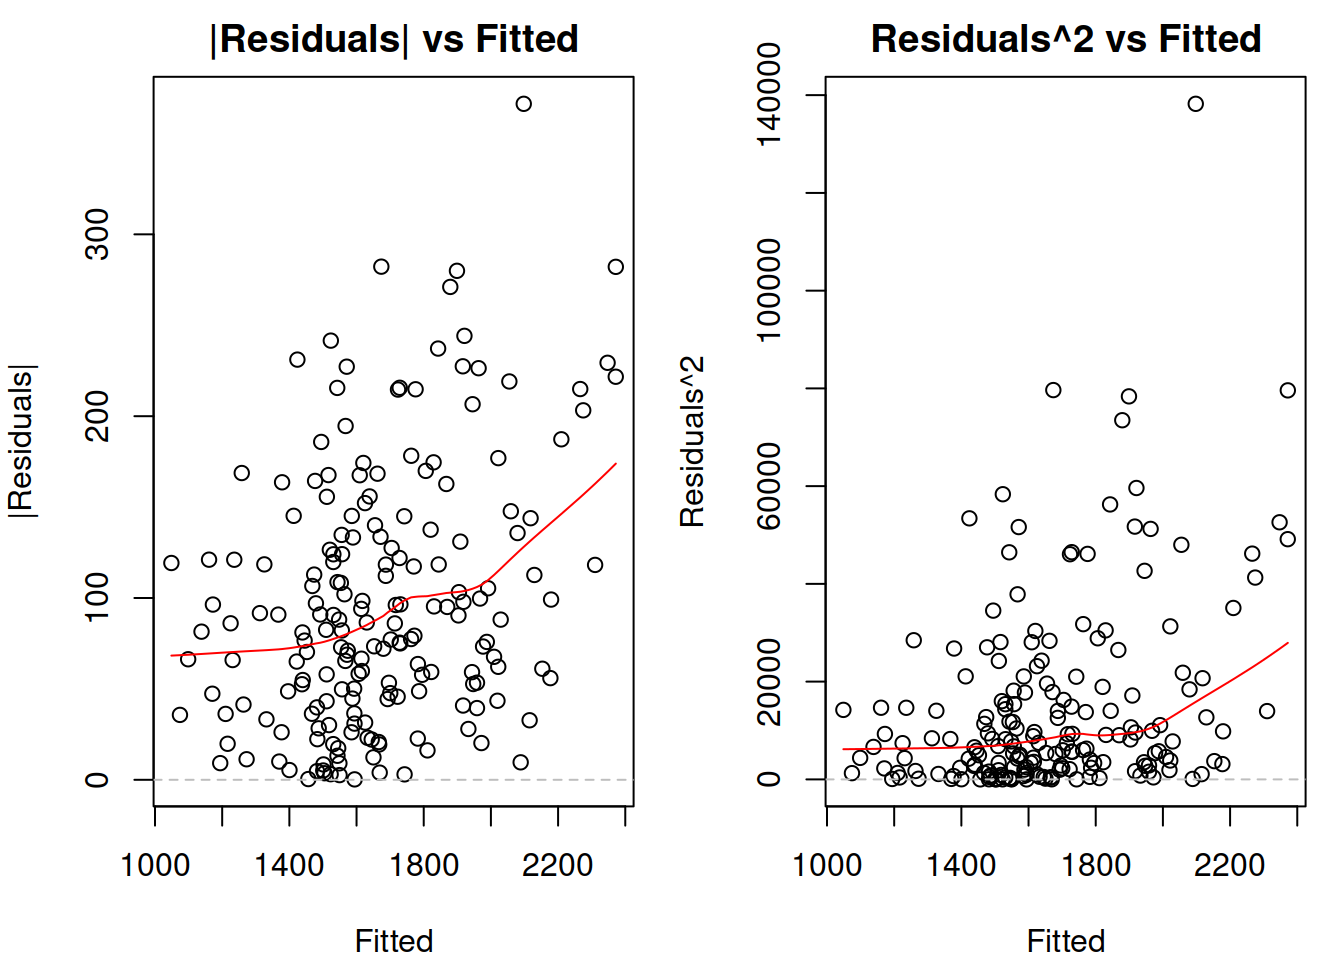 |Residuals| vs Fitted
|Residuals|
0
100
200
300
1000
1400
1800
2200
Fitted
Residuals^2 vs Fitted
Residuals^2
0
20000
60000
100000
140000
1000
1400
1800
2200
Fitted